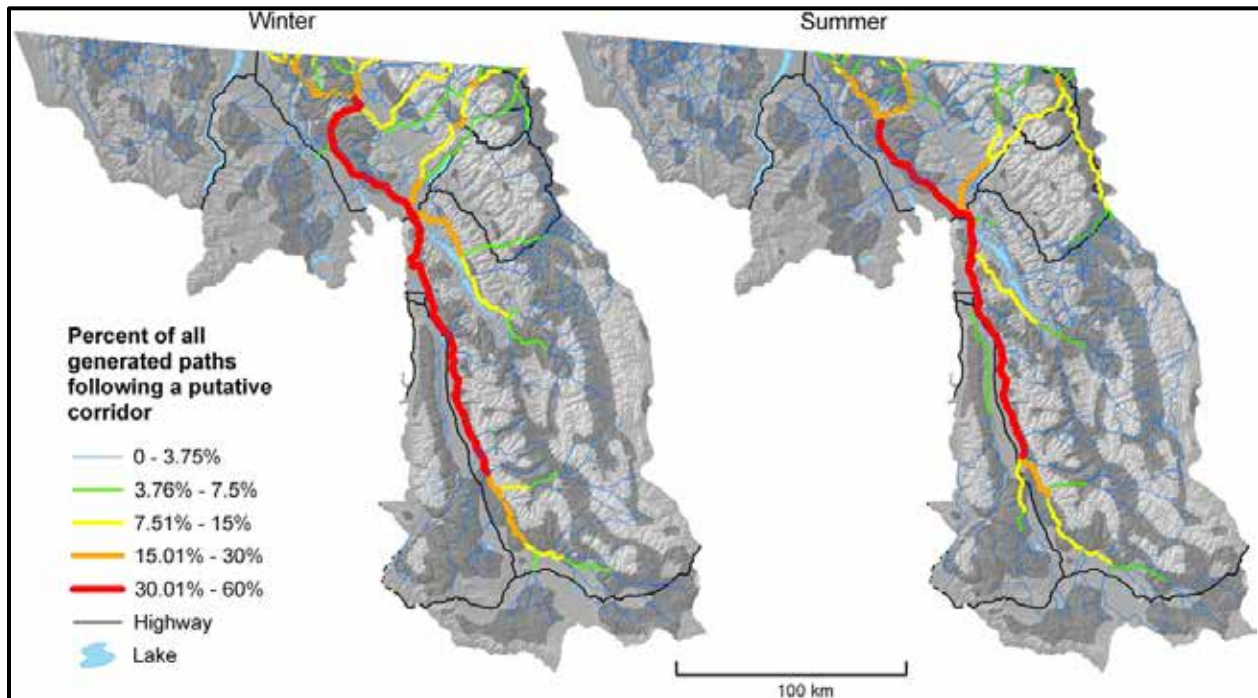 Winter
Summer
Percent of all
generated paths
following a putative
corridor
0 - 3.75%
3.76% - 7.5%
7.51% - 15%
15.01% - 30%
30.01% - 60%
Highway
Lake
100 km